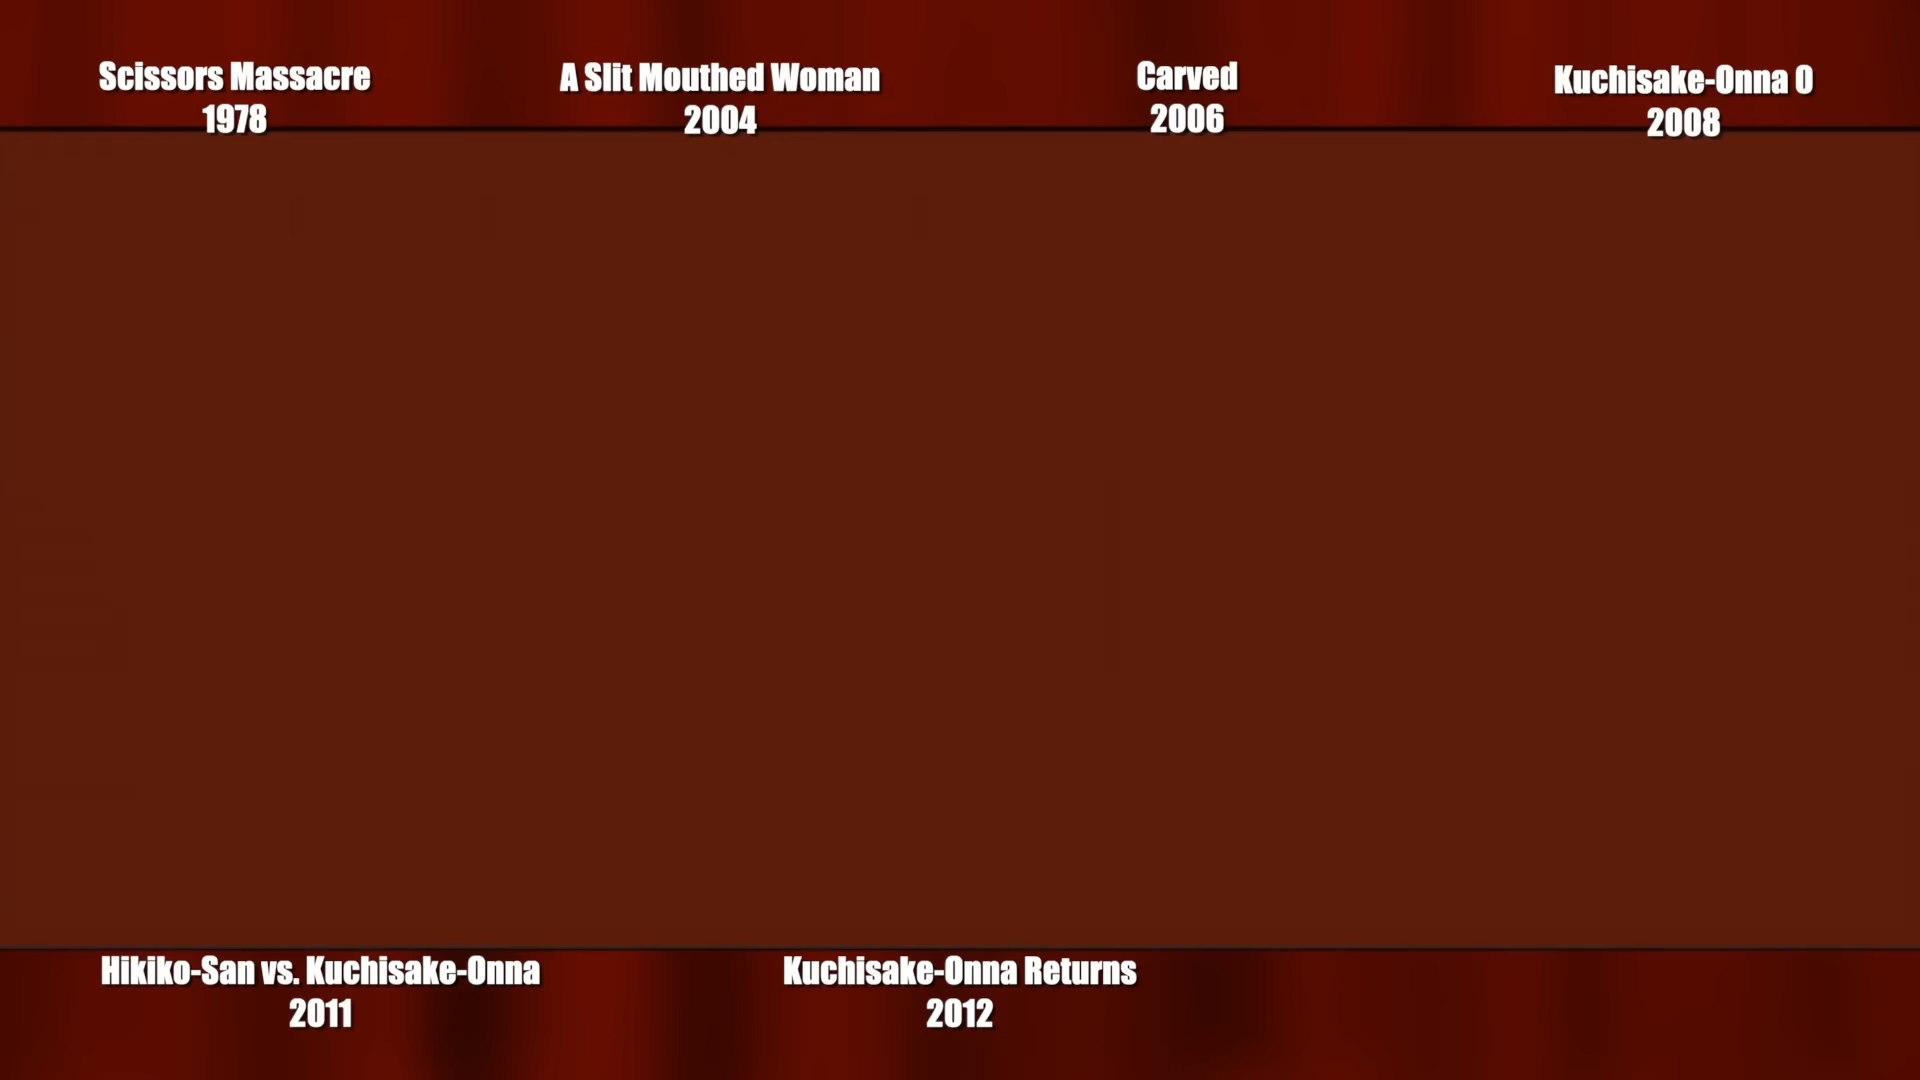 Scissors Massacre
1978
A Slit Mouthed Woman
2004
Carved
2006
Kuchisake-Onna 0
2008
Hikiko-San vs. Kuchisake-Onna
2011
Kuchisake-Onna Returns
2012